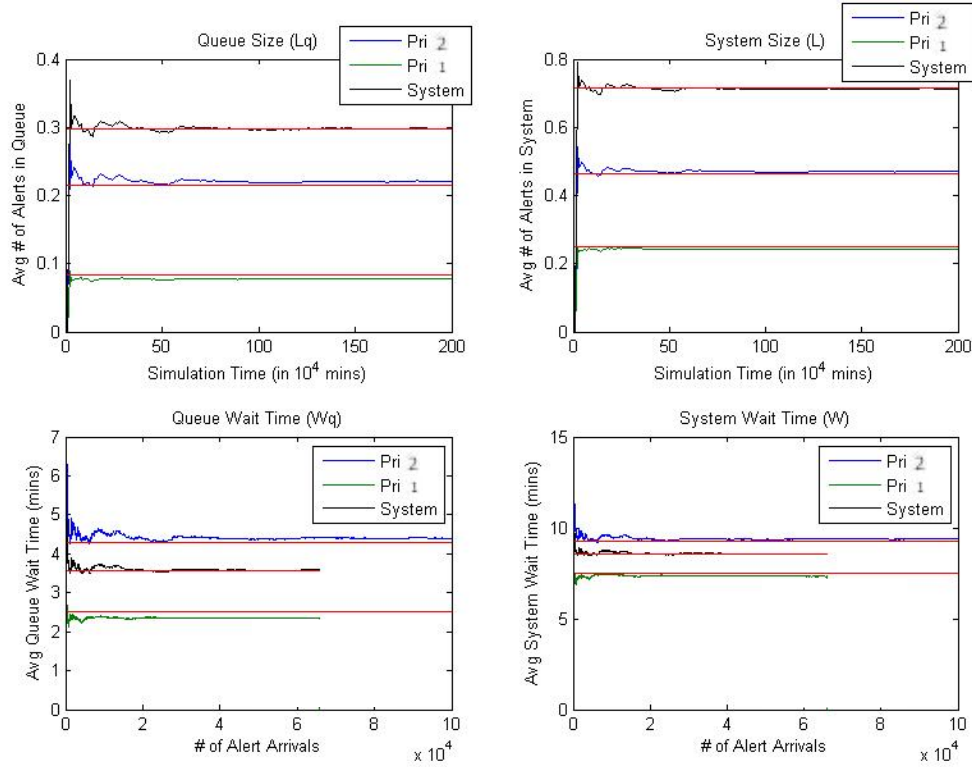 Queue Size (Lq)
Pri 2
Pri 1
System
0.4
0.3
0.2
0.1
0
Avg # of Alerts in Queue
0 50 100 150 200
Simulation Time (in 10^4 mins)
System Size (L)
Pri 2
Pri 1
System
0.8
0.6
0.4
0.2
0
Avg # of Alerts in System
0 50 100 150 200
Simulation Time (in 10^4 mins)
Queue Wait Time (Wq)
Pri 2
Pri 1
System
7
6
5
4
3
2
1
0
Avg Queue Wait Time (mins)
0 2 4 6 8 10
# of Alert Arrivals
x 10^4
System Wait Time (W)
Pri 2
Pri 1
System
15
10
5
0
Avg System Wait Time (mins)
0 2 4 6 8 10
# of Alert Arrivals
x 10^4